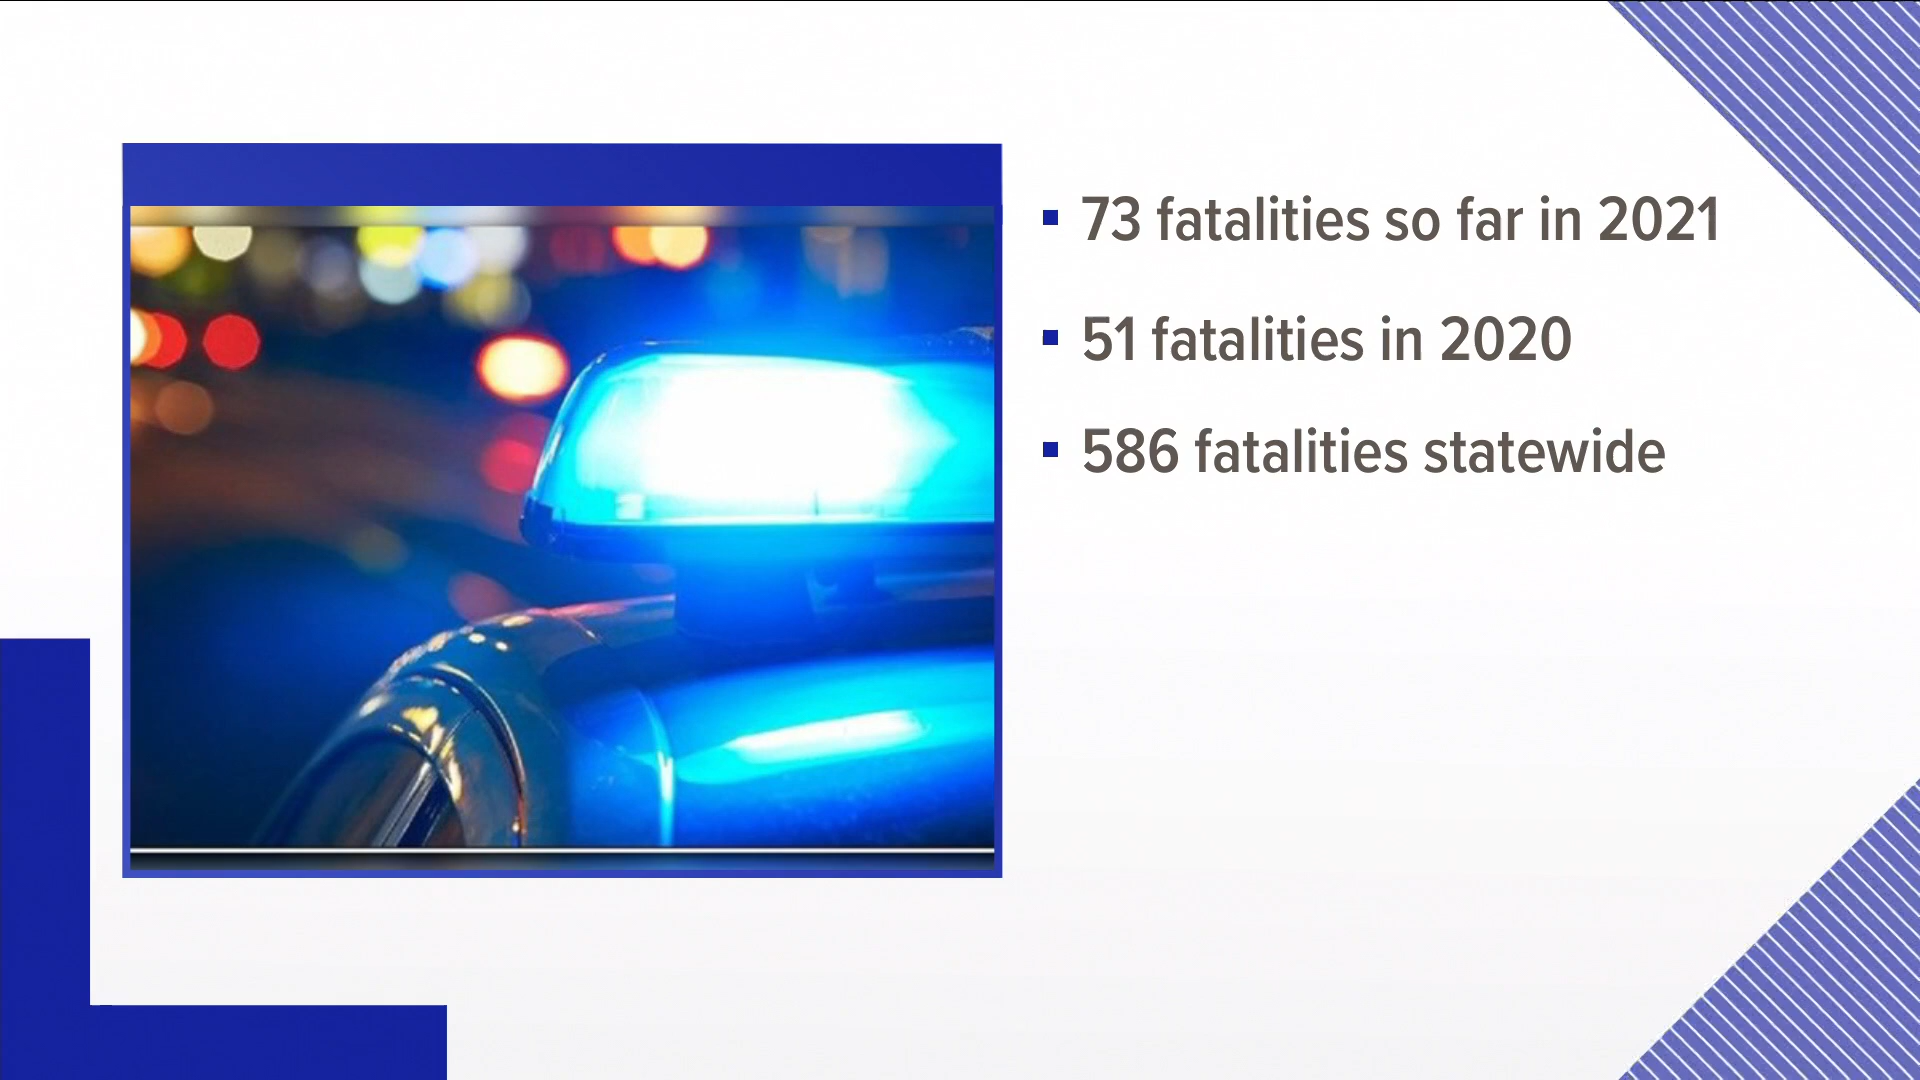 73 fatalities so far in 2021
51 fatalities in 2020
586 fatalities statewide